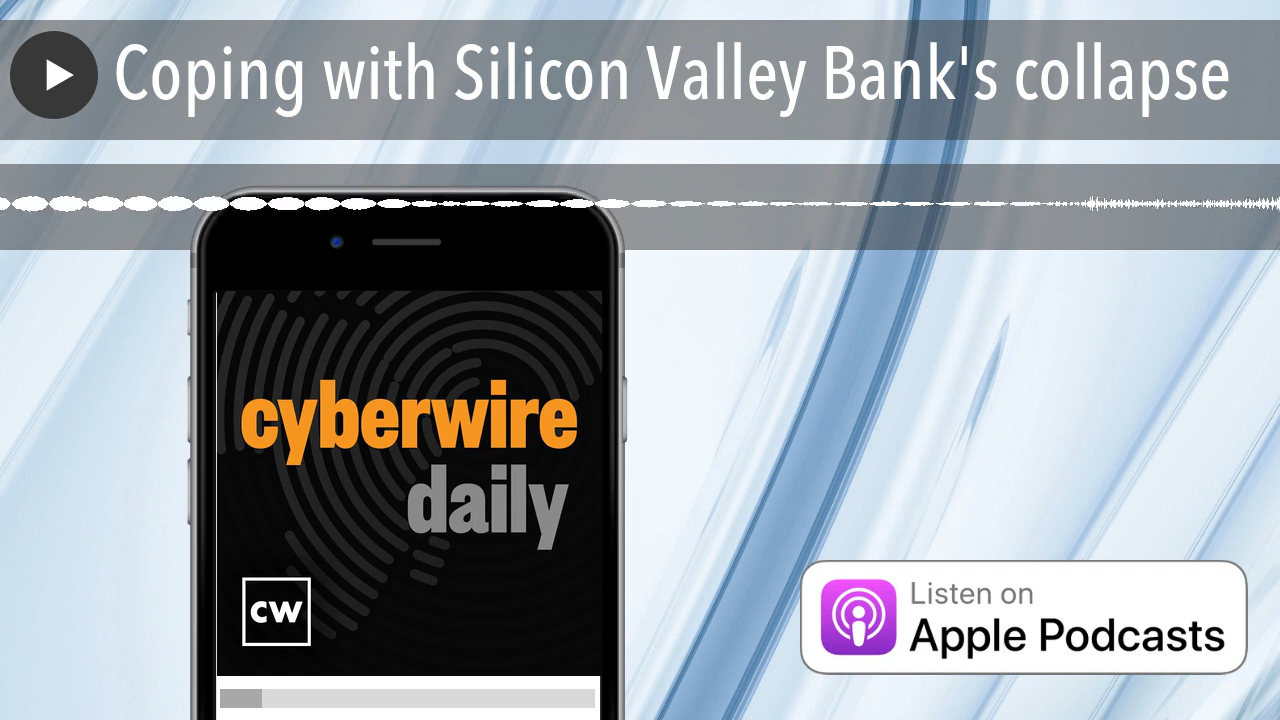 Coping with Silicon Valley Bank's collapse
cyberwire
daily
CW
Listen on
Apple Podcasts